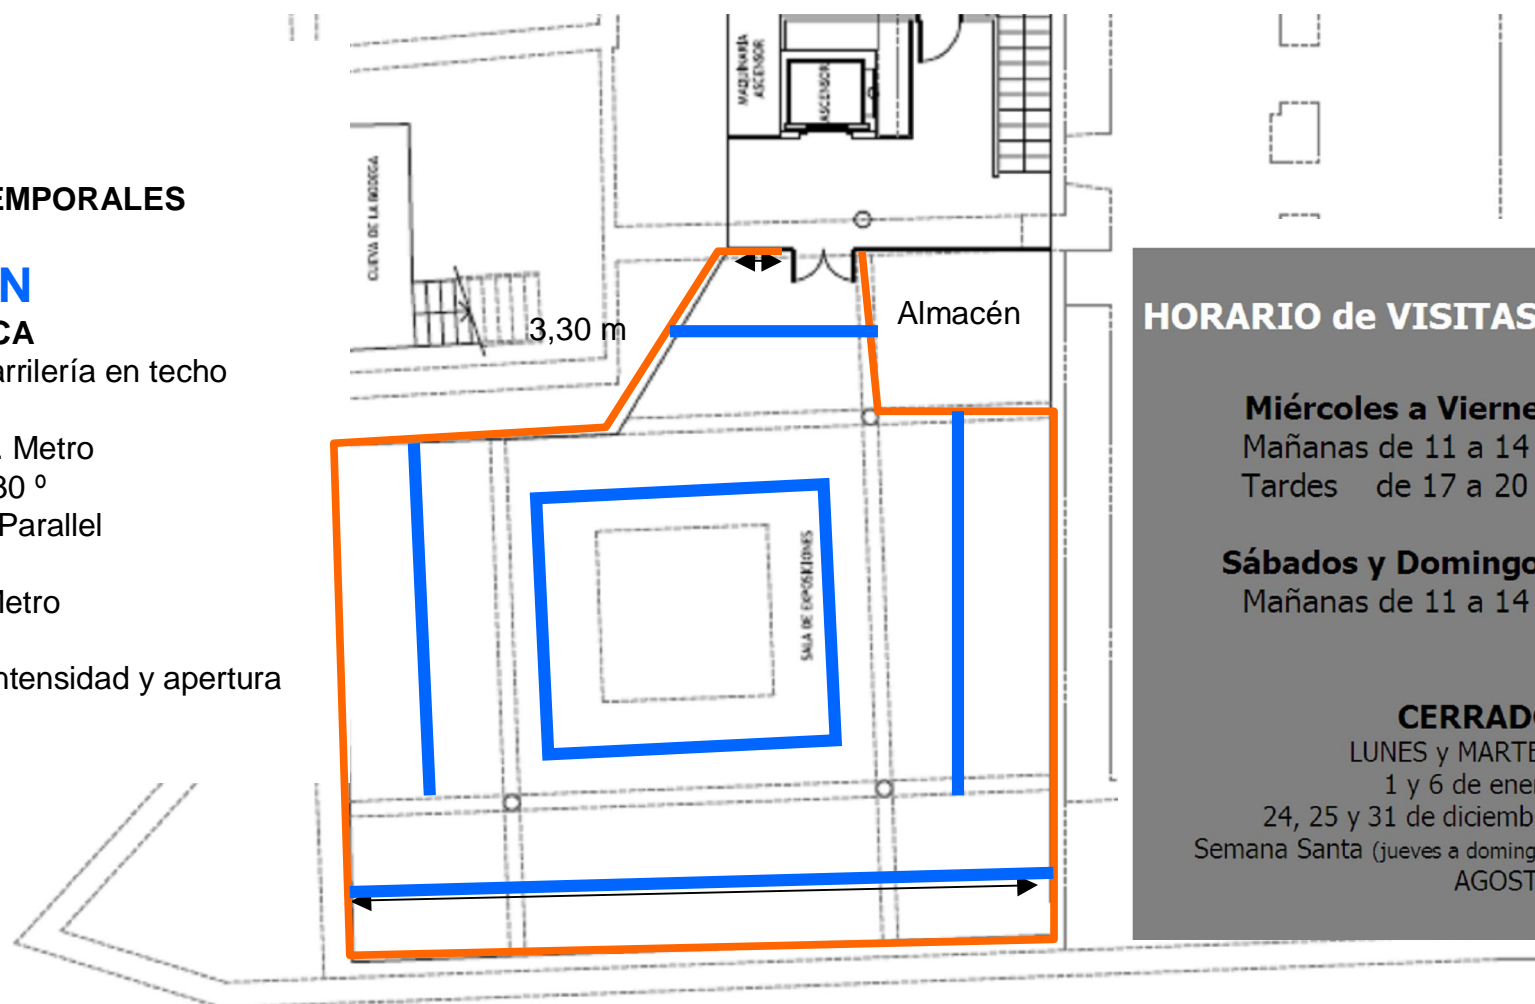 EMPORALES
N
CA
arrilería en techo
. Metro
30 º
Parallel
Metro
ntensidad y apertura
MAQUINARÍA
ASCENSOR
ASCENSOR
CUEVA DE LA BODEGA
3,30 m
Almacén
SALA DE EXPOSICIONES
HORARIO de VISITAS
Miércoles a Vierne
Mañanas de 11 a 14
Tardes de 17 a 20
Sábados y Domingo
Mañanas de 11 a 14
CERRADO
LUNES y MARTE
1 y 6 de ener
24, 25 y 31 de diciemb
Semana Santa (jueves a doming
AGOST